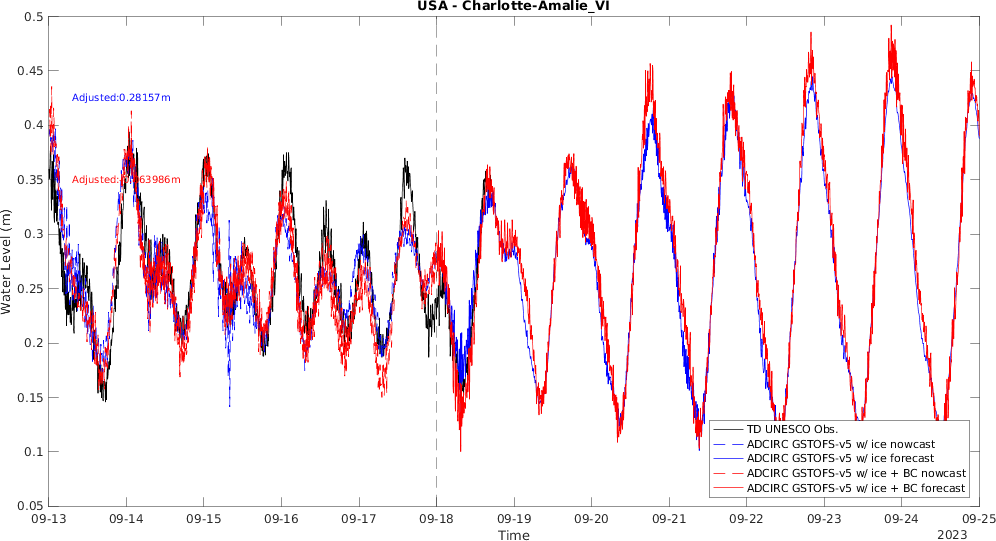 USA - Charlotte-Amalie_VI
0.5
0.45
0.4
0.35
0.3
0.25
0.2
0.15
0.1
0.05
Water Level (m)
Adjusted:0.28157m
TD UNESCO Obs.
ADCIRC GSTOFS-v5 w/ ice nowcast
ADCIRC GSTOFS-v5 w/ ice forecast
ADCIRC GSTOFS-v5 w/ ice + BC nowcast
ADCIRC GSTOFS-v5 w/ ice + BC forecast
09-13 09-14 09-15 09-16 09-17 09-18 09-19 09-20 09-21 09-22 09-23 09-24 09-25
Time
2023